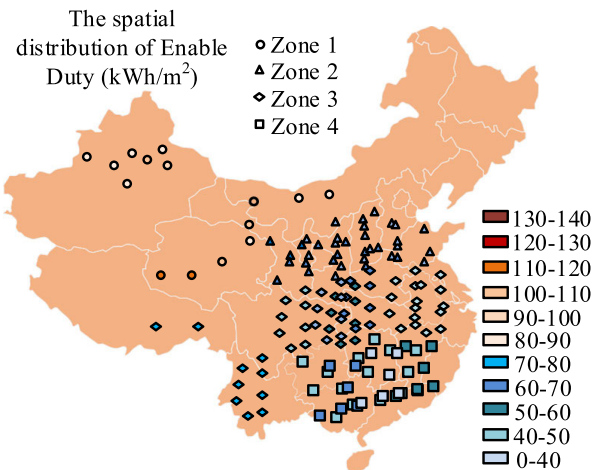 The spatial
distribution of Enable
Duty (kWh/m²)
Zone 1
Zone 2
Zone 3
Zone 4
130-140
120-130
110-120
100-110
90-100
80-90
70-80
60-70
50-60
40-50
0-40